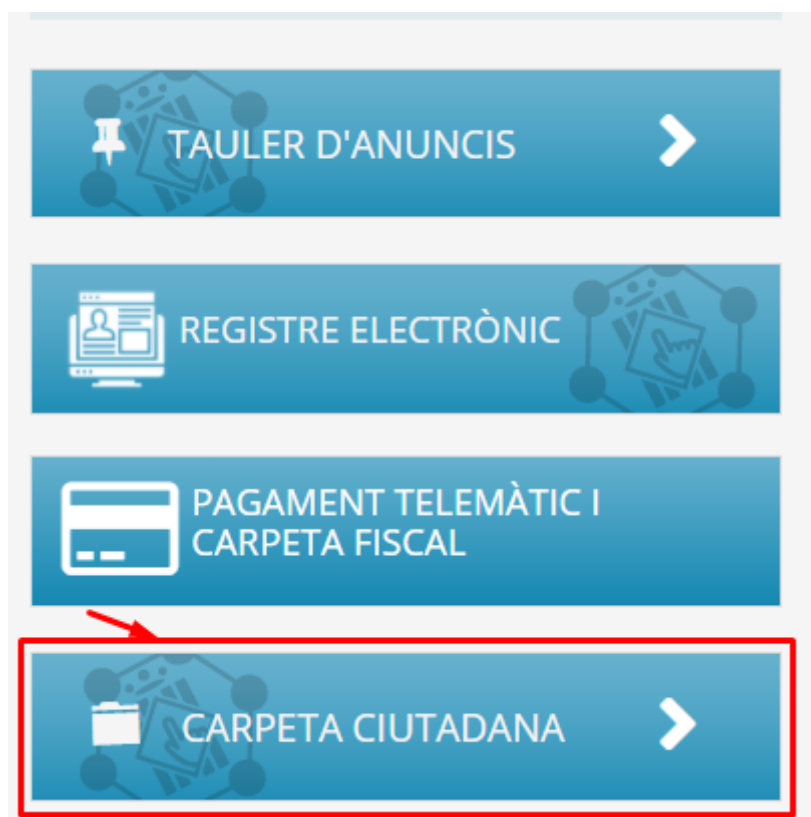 TAULER D'ANUNCIS
REGISTRE ELECTRÒNIC
PAGAMENT TELEMÀTIC I
CARPETA FISCAL
CARPETA CIUTADANA